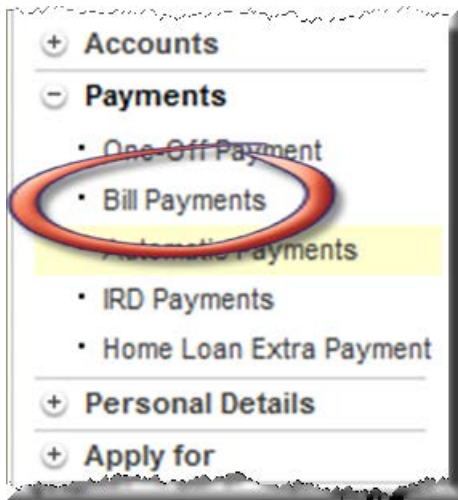 Accounts
Payments
One-Off Payment
Bill Payments
Automatic Payments
IRD Payments
Home Loan Extra Payment
Personal Details
Apply for